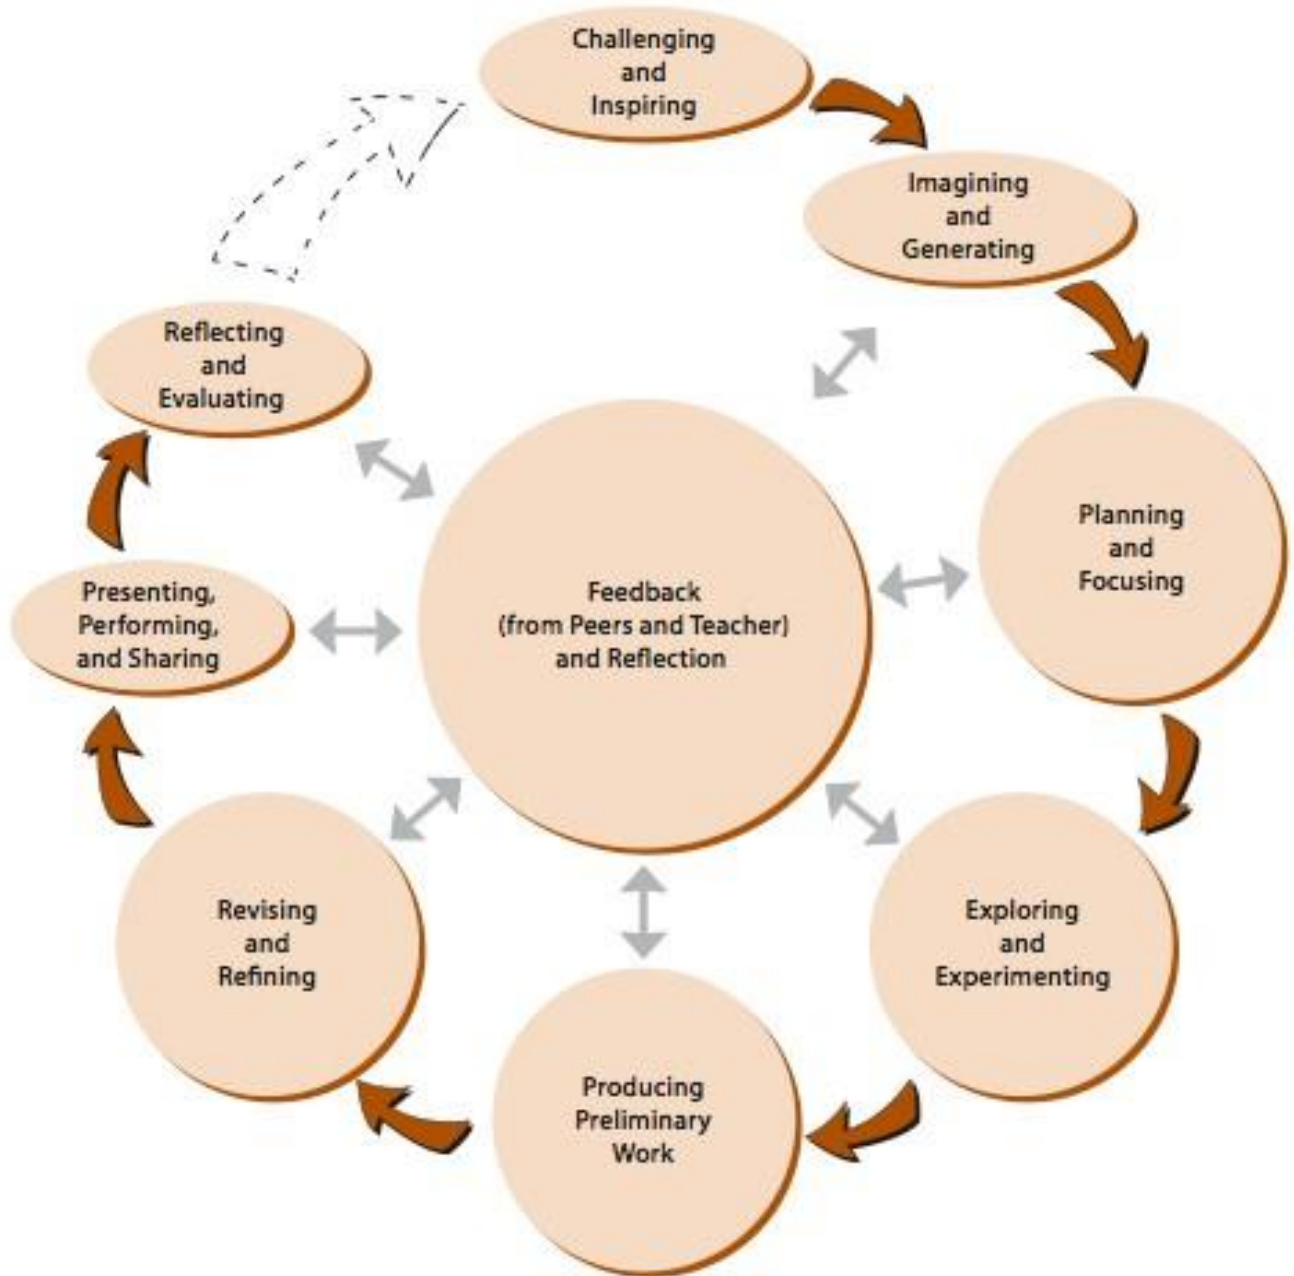 Challenging
and
Inspiring
Imagining
and
Generating
Planning
and
Focusing
Exploring
and
Experimenting
Producing
Preliminary
Work
Revising
and
Refining
Presenting,
Performing,
and Sharing
Reflecting
and
Evaluating
Feedback
(from Peers and Teacher)
and Reflection